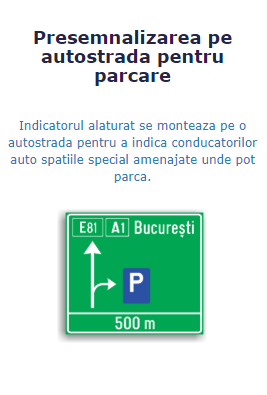 Presemnalizarea pe
autostrada pentru
parcare
Indicatorul alaturat se monteaza pe o
autostrada pentru a indica conducatorilor
auto spatiile special amenajate unde pot
parca.
E81 A1 București
P
500 m